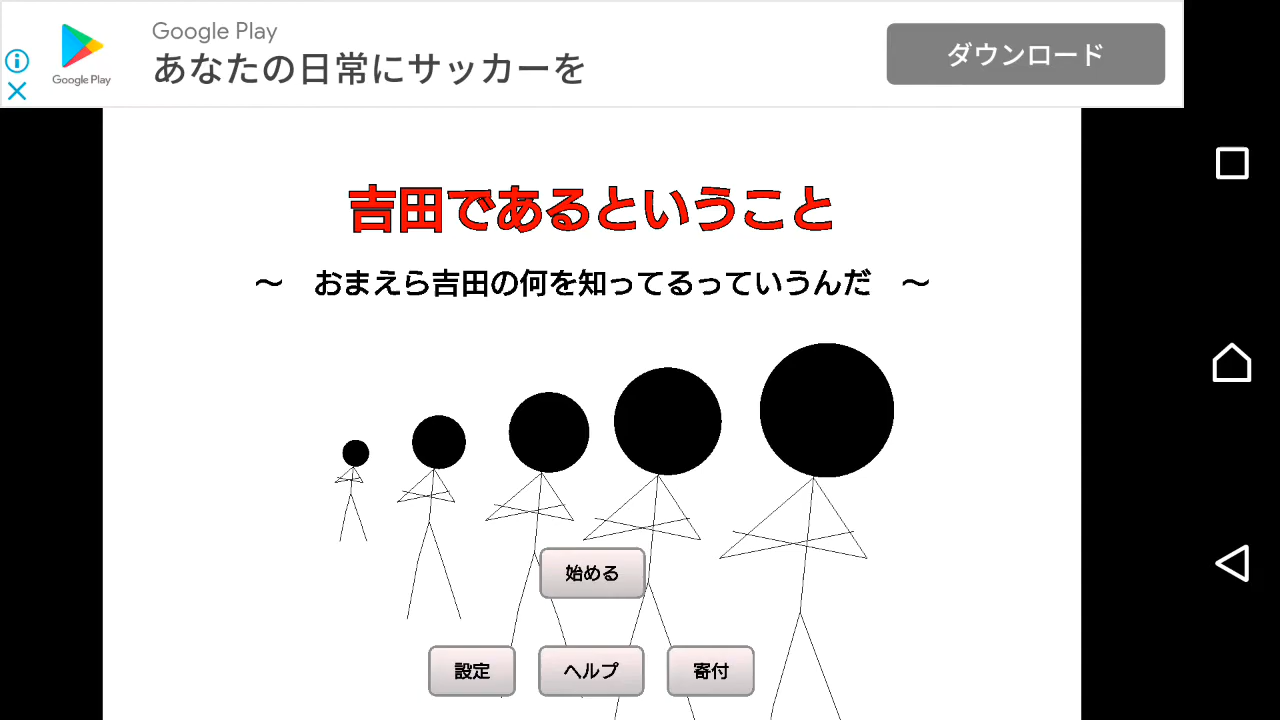 Google Play
あなたの日常にサッカーを
Google Play
ダウンロード
吉田であるということ
～ おまえら吉田の何を知ってるっていうんだ ～
始める
設定
ヘルプ
寄付